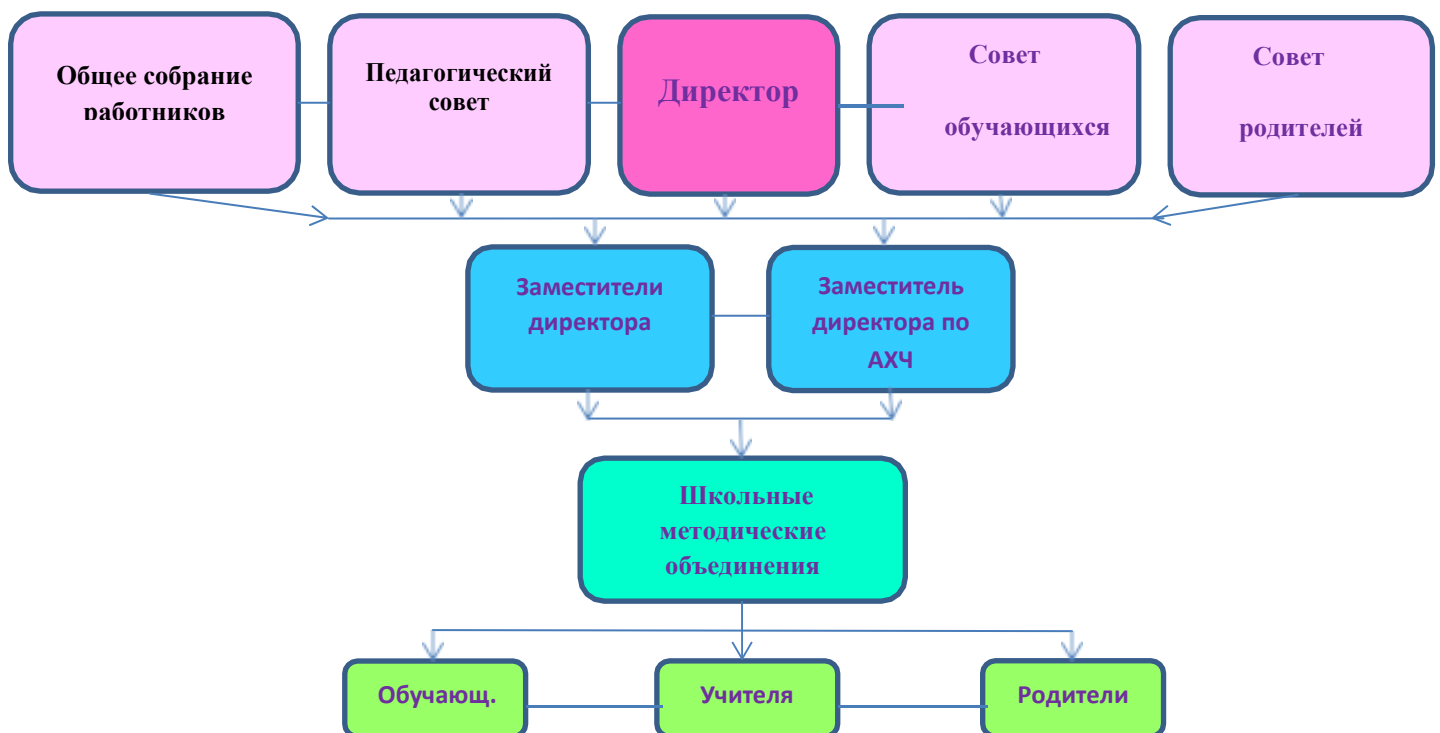 Общее собрание
работников
Педагогический
совет
Директор
Совет
обучающихся
Совет
родителей
Заместители
директора
Заместитель
директора по
АХЧ
Школьные
методические
объединения
Обучающ.
Учителя
Родители